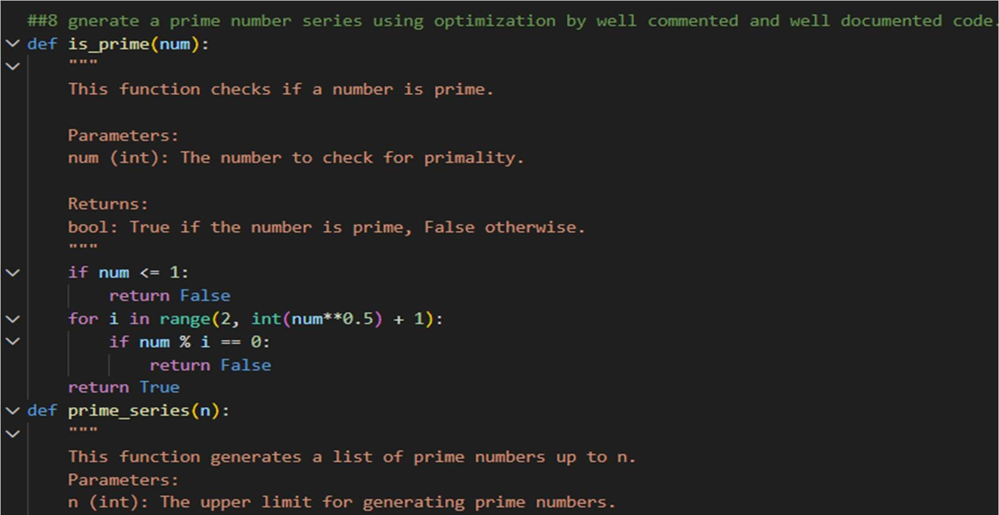 ##8 gnerate a prime number series using optimization by well commented and well documented code.
def is_prime(num):
    """
    This function checks if a number is prime.

    Parameters:
    num (int): The number to check for primality.

    Returns:
    bool: True if the number is prime, False otherwise.
    """
    if num <= 1:
        return False
    for i in range(2, int(num**0.5) + 1):
        if num % i == 0:
            return False
    return True
def prime_series(n):
    """
    This function generates a list of prime numbers up to n.
    Parameters:
    n (int): The upper limit for generating prime numbers.